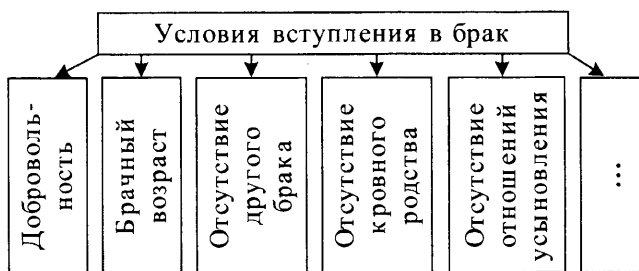 Условия вступления в брак
Доброволь-
ность
Брачный
возраст
Отсутствие
другого
брака
Отсутствие
кровного
родства
Отсутствие
отношений
усыновления
...